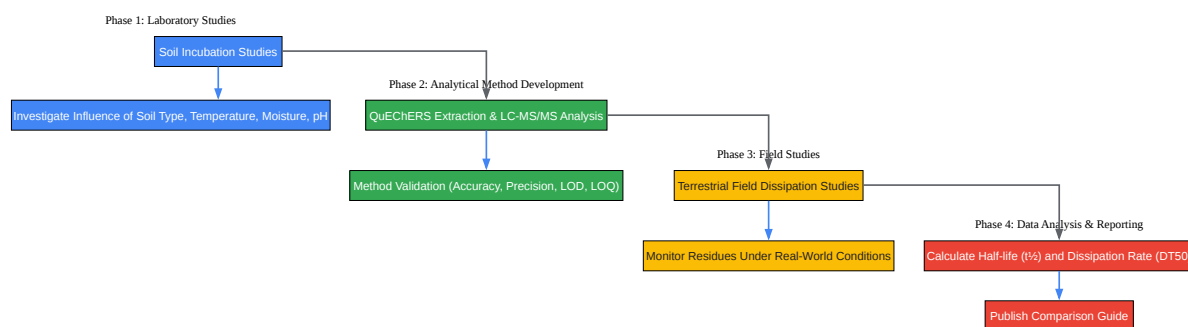 Phase 1: Laboratory Studies
Soil Incubation Studies
Investigate Influence of Soil Type, Temperature, Moisture, pH
Phase 2: Analytical Method Development
QuEChERS Extraction & LC-MS/MS Analysis
Method Validation (Accuracy, Precision, LOD, LOQ)
Phase 3: Field Studies
Terrestrial Field Dissipation Studies
Monitor Residues Under Real-World Conditions
Phase 4: Data Analysis & Reporting
Calculate Half-life (t½) and Dissipation Rate (DT50
Publish Comparison Guide